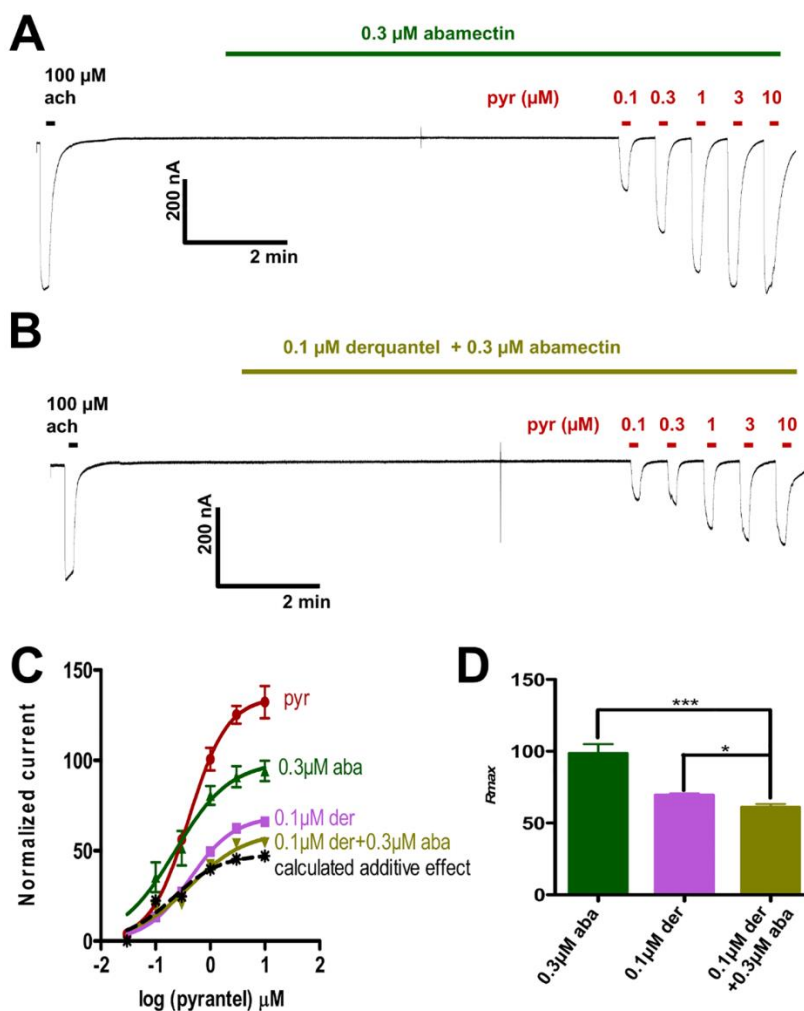 A
0.3 µM abamectin
100 µM
ach
pyr (µM) 0.1 0.3 1 3 10
200 nA
2 min
B
0.1 µM derquantel + 0.3 µM abamectin
100 µM
ach
pyr (µM) 0.1 0.3 1 3 10
200 nA
2 min
C
150
100
50
0
Normalized current
pyr
0.3µM aba
0.1µM der
0.1µM der+0.3µM aba
calculated additive effect
-2 -1 0 1 2
log (pyrantel) µM
D
150
100
50
0
Rmax
***
*
0.3µM aba
0.1µM der
0.1µM der
+0.3µM aba